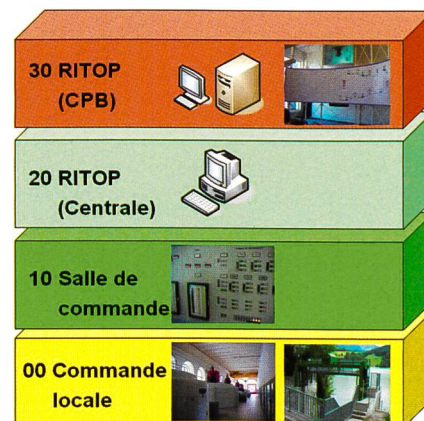 30 RITOP
(CPB)
20 RITOP
(Centrale)
10 Salle de
commande
00 Commande
locale